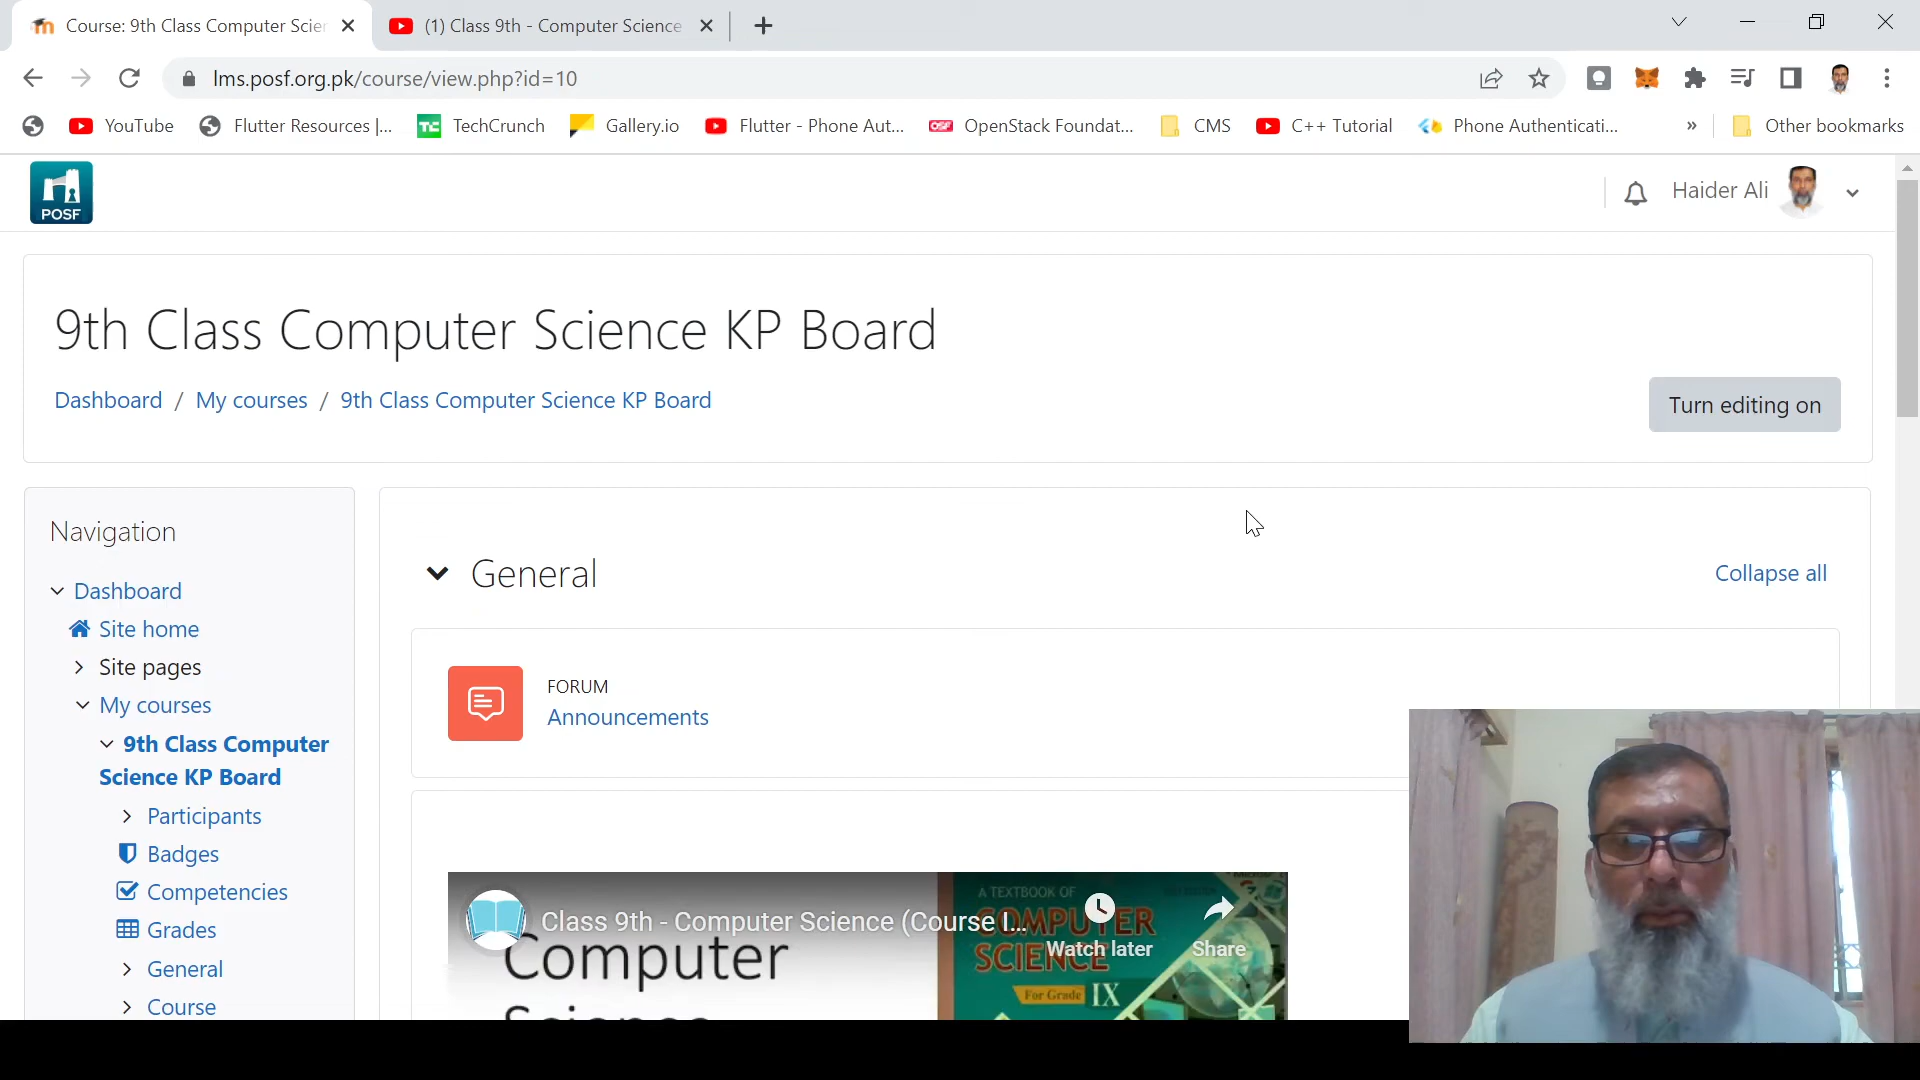 Course: 9th Class Computer Scier
(1) Class 9th - Computer Science
lms.posf.org.pk/course/view.php?id=10
YouTube
Flutter Resources |...
TC TechCrunch
Gallery.io
Flutter - Phone Aut...
OSF OpenStack Foundat...
CMS
C++ Tutorial
Phone Authenticati...
»
Other bookmarks
POSF
Haider Ali
9th Class Computer Science KP Board
Dashboard / My courses / 9th Class Computer Science KP Board
Turn editing on
Navigation
Dashboard
Site home
Site pages
My courses
9th Class Computer
Science KP Board
Participants
Badges
Competencies
Grades
General
Course
General
Collapse all
FORUM
Announcements
Class 9th - Computer Science (Course I...
Watch later
Share
Computer
Science
A TEXTBOOK OF
COMPUTER
SCIENCE
For Grade IX